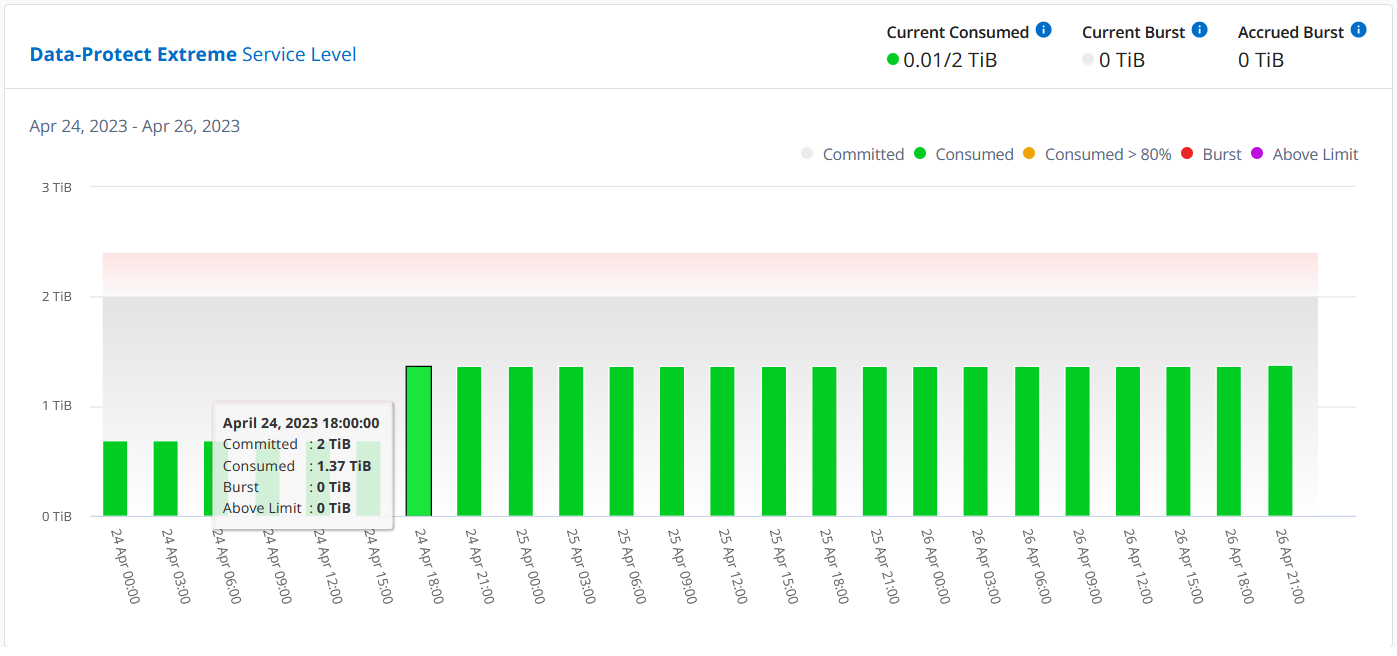 Data-Protect Extreme Service Level
Current Consumed
0.01/2 TiB
Current Burst
0 TiB
Accrued Burst
0 TiB
Apr 24, 2023 - Apr 26, 2023
Committed Consumed Consumed > 80% Burst Above Limit
3 TiB
2 TiB
1 TiB
0 TiB
April 24, 2023 18:00:00
Committed : 2 TiB
Consumed : 1.37 TiB
Burst : 0 TiB
Above Limit : 0 TiB
24 Apr 00:00
24 Apr 03:00
24 Apr 06:00
24 Apr 09:00
24 Apr 12:00
24 Apr 15:00
24 Apr 18:00
24 Apr 21:00
25 Apr 00:00
25 Apr 03:00
25 Apr 06:00
25 Apr 09:00
25 Apr 12:00
25 Apr 15:00
25 Apr 18:00
25 Apr 21:00
26 Apr 00:00
26 Apr 03:00
26 Apr 06:00
26 Apr 09:00
26 Apr 12:00
26 Apr 15:00
26 Apr 18:00
26 Apr 21:00